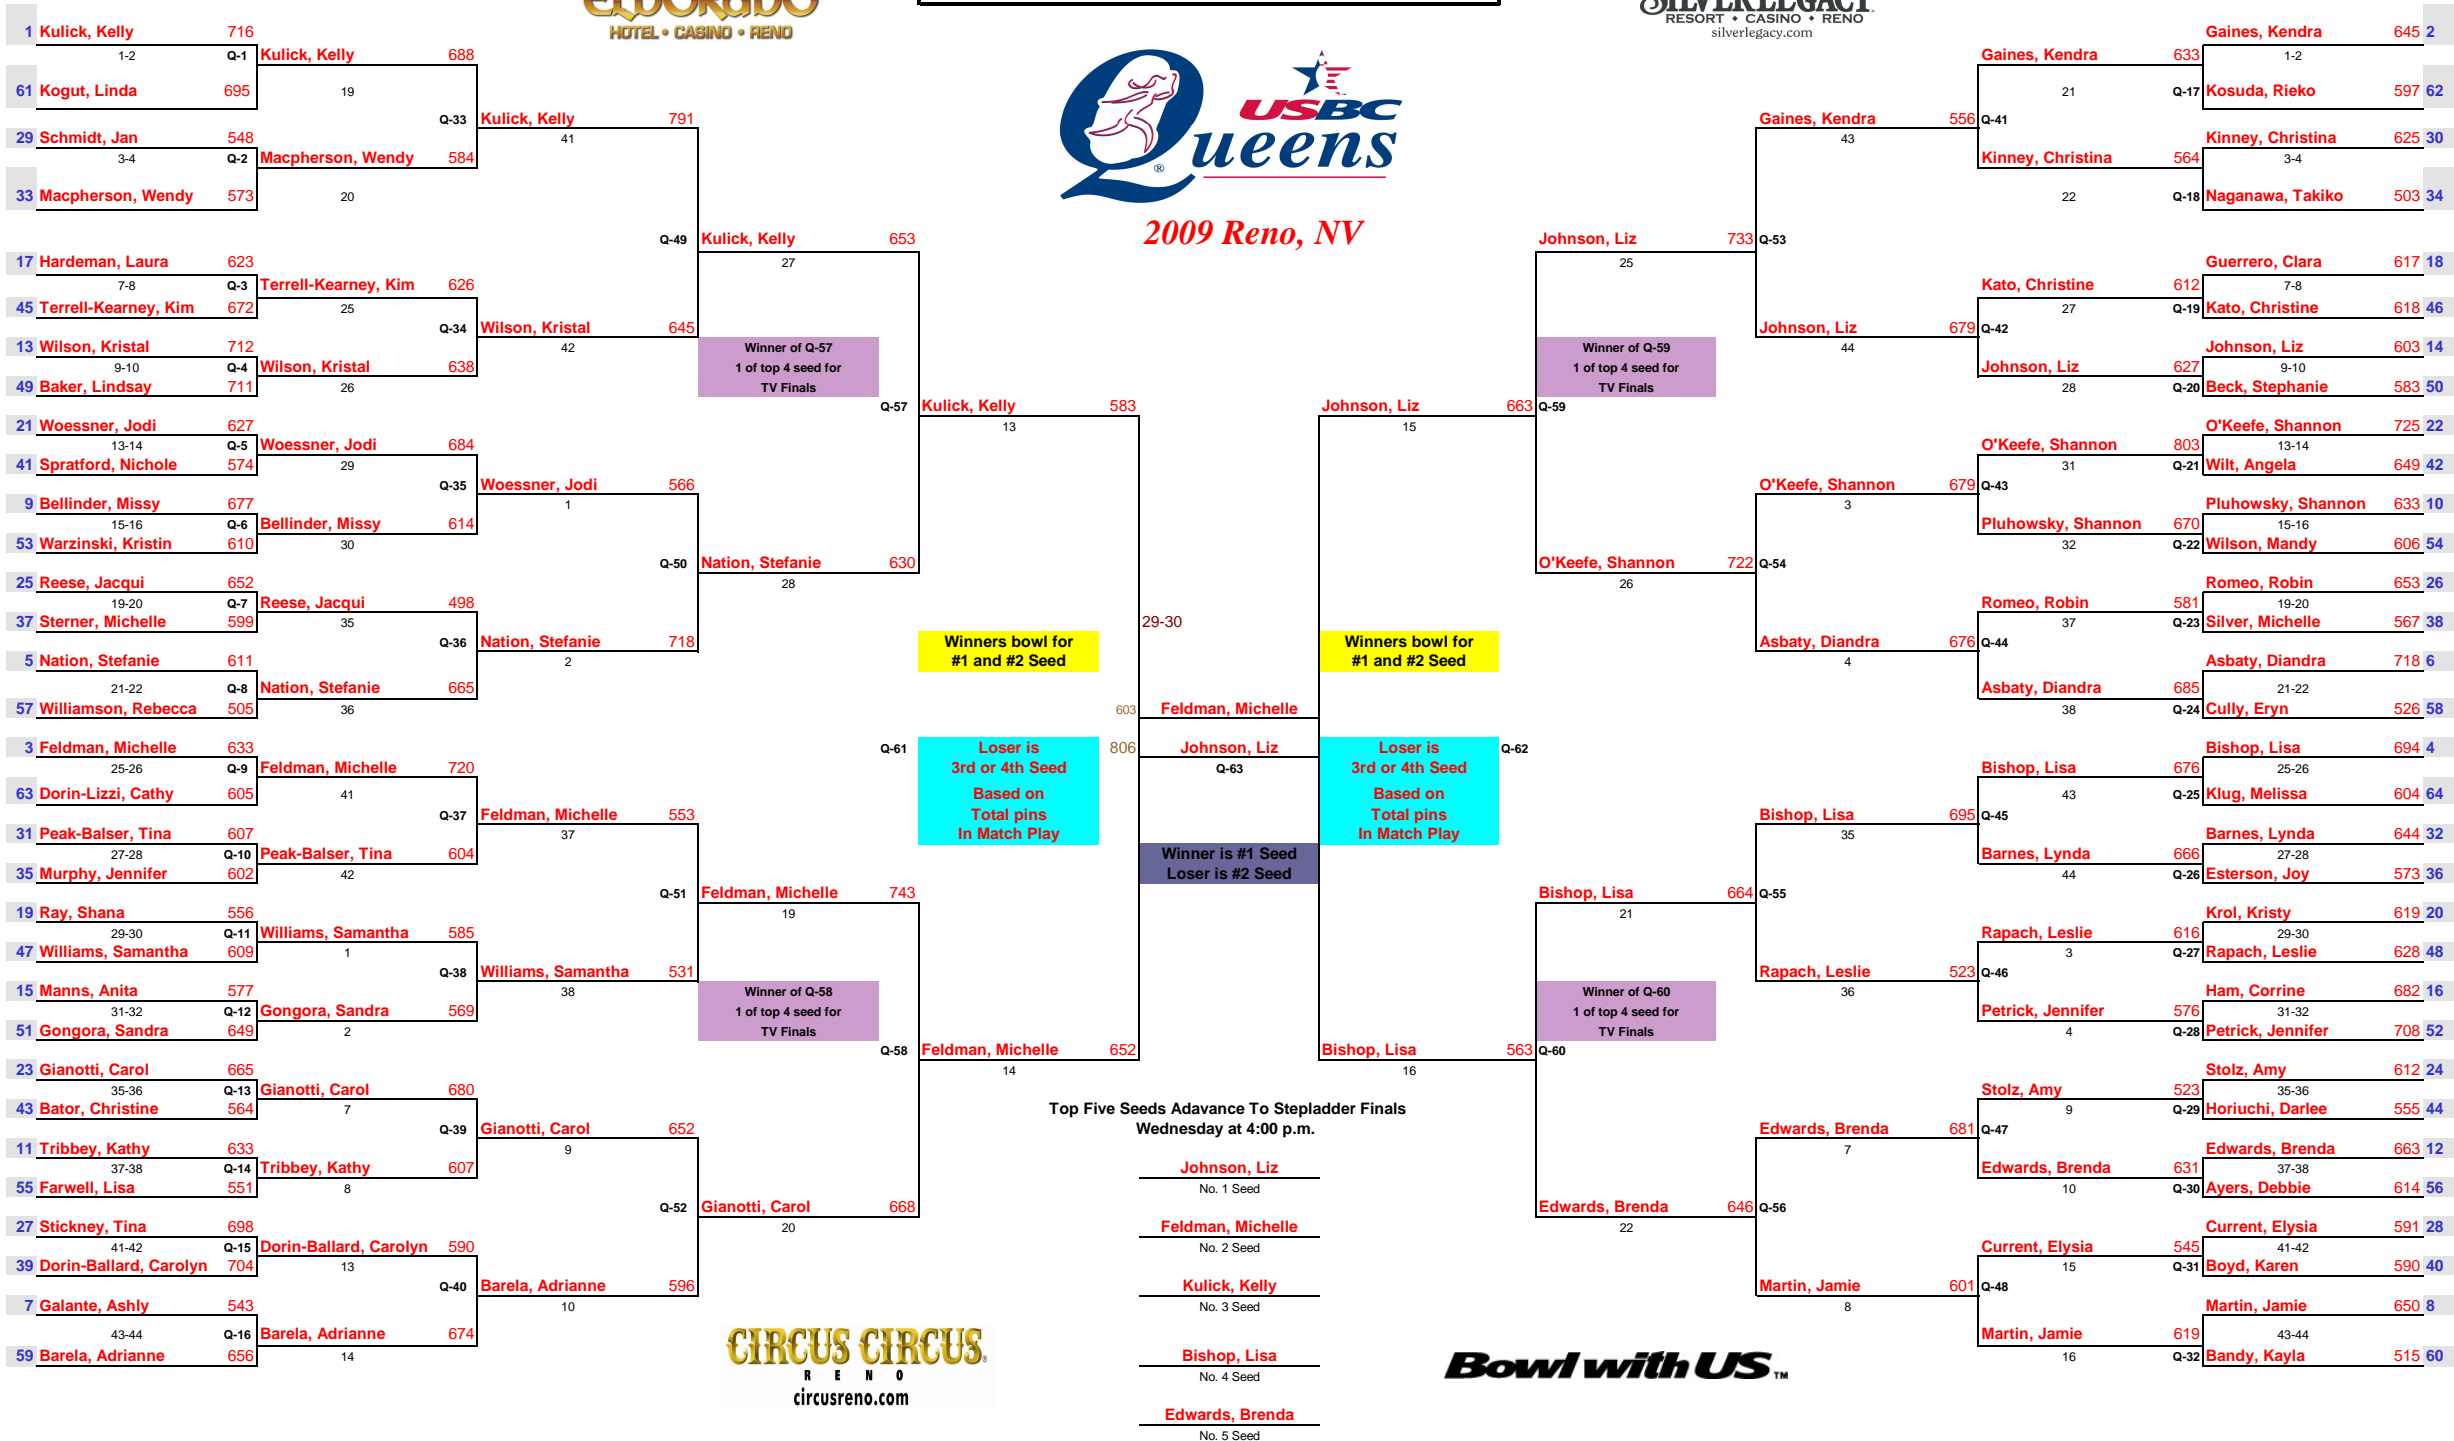 ELDORADO
HOTEL • CASINO • RENO
SILVER LEGACY
RESORT • CASINO • RENO
silverlegacy.com
USBC
Queens
®
2009 Reno, NV
1 Kulick, Kelly 716
1-2 Q-1
61 Kogut, Linda 695
29 Schmidt, Jan 548
3-4 Q-2
33 Macpherson, Wendy 573
17 Hardeman, Laura 623
7-8 Q-3
45 Terrell-Kearney, Kim 672
13 Wilson, Kristal 712
9-10 Q-4
49 Baker, Lindsay 711
21 Woessner, Jodi 627
13-14 Q-5
41 Spratford, Nichole 574
9 Bellinder, Missy 677
15-16 Q-6
53 Warzinski, Kristin 610
25 Reese, Jacqui 652
19-20 Q-7
37 Sterner, Michelle 599
5 Nation, Stefanie 611
21-22 Q-8
57 Williamson, Rebecca 505
3 Feldman, Michelle 633
25-26 Q-9
63 Dorin-Lizzi, Cathy 605
31 Peak-Balser, Tina 607
27-28 Q-10
35 Murphy, Jennifer 602
19 Ray, Shana 556
29-30 Q-11
47 Williams, Samantha 609
15 Manns, Anita 577
31-32 Q-12
51 Gongora, Sandra 649
23 Gianotti, Carol 665
35-36 Q-13
43 Bator, Christine 564
11 Tribbey, Kathy 633
37-38 Q-14
55 Farwell, Lisa 551
27 Stickney, Tina 698
41-42 Q-15
39 Dorin-Ballard, Carolyn 704
7 Galante, Ashly 543
43-44 Q-16
59 Barela, Adrianne 656
Kulick, Kelly 688
19
Q-33
Macpherson, Wendy 584
20
Terrell-Kearney, Kim 626
25
Q-34
Wilson, Kristal 638
26
Woessner, Jodi 684
29
Q-35
Bellinder, Missy 614
30
Reese, Jacqui 498
35
Q-36
Nation, Stefanie 665
36
Feldman, Michelle 720
41
Q-37
Peak-Balser, Tina 604
42
Williams, Samantha 585
1
Q-38
Gongora, Sandra 569
2
Gianotti, Carol 680
7
Q-39
Tribbey, Kathy 607
8
Dorin-Ballard, Carolyn 590
13
Q-40
Barela, Adrianne 674
14
Kulick, Kelly 791
41
Q-49
Wilson, Kristal 645
42
Woessner, Jodi 566
1
Q-50
Nation, Stefanie 718
2
Feldman, Michelle 553
37
Q-51
Williams, Samantha 531
38
Gianotti, Carol 652
9
Q-52
Barela, Adrianne 596
10
Kulick, Kelly 653
27
Winner of Q-57
1 of top 4 seed for
TV Finals
Q-57
Nation, Stefanie 630
28
Feldman, Michelle 743
19
Winner of Q-58
1 of top 4 seed for
TV Finals
Q-58
Gianotti, Carol 668
20
Kulick, Kelly 583
13
29-30
Winners bowl for
#1 and #2 Seed
603 Feldman, Michelle
Q-61
Loser is
3rd or 4th Seed
Based on
Total pins
In Match Play
806 Johnson, Liz
Q-63
Winner is #1 Seed
Loser is #2 Seed
Feldman, Michelle 652
14
Johnson, Liz 663
15
Winners bowl for
#1 and #2 Seed
Loser is
3rd or 4th Seed
Based on
Total pins
In Match Play
Q-62
Bishop, Lisa 563
16
Johnson, Liz 733
25
Winner of Q-59
1 of top 4 seed for
TV Finals
Q-59
O'Keefe, Shannon 722
26
Bishop, Lisa 664
21
Winner of Q-60
1 of top 4 seed for
TV Finals
Q-60
Edwards, Brenda 646
22
Gaines, Kendra 556
43
Q-53
Johnson, Liz 679
44
O'Keefe, Shannon 679
3
Q-54
Asbaty, Diandra 676
4
Bishop, Lisa 695
35
Q-55
Rapach, Leslie 523
36
Edwards, Brenda 681
7
Q-56
Martin, Jamie 601
8
Gaines, Kendra 633
21
Q-41
Kinney, Christina 564
22
Kato, Christine 612
27
Q-42
Johnson, Liz 627
28
O'Keefe, Shannon 803
31
Q-43
Pluhowsky, Shannon 670
32
Romeo, Robin 581
37
Q-44
Asbaty, Diandra 685
38
Bishop, Lisa 676
43
Q-45
Barnes, Lynda 666
44
Rapach, Leslie 616
3
Q-46
Petrick, Jennifer 576
4
Stolz, Amy 523
9
Q-47
Edwards, Brenda 631
10
Current, Elysia 545
15
Q-48
Martin, Jamie 619
16
Gaines, Kendra 645 2
1-2
Q-17 Kosuda, Rieko 597 62
Kinney, Christina 625 30
3-4
Q-18 Naganawa, Takiko 503 34
Guerrero, Clara 617 18
7-8
Q-19 Kato, Christine 618 46
Johnson, Liz 603 14
9-10
Q-20 Beck, Stephanie 583 50
O'Keefe, Shannon 725 22
13-14
Q-21 Wilt, Angela 649 42
Pluhowsky, Shannon 633 10
15-16
Q-22 Wilson, Mandy 606 54
Romeo, Robin 653 26
19-20
Q-23 Silver, Michelle 567 38
Asbaty, Diandra 718 6
21-22
Q-24 Cully, Eryn 526 58
Bishop, Lisa 694 4
25-26
Q-25 Klug, Melissa 604 64
Barnes, Lynda 644 32
27-28
Q-26 Esterson, Joy 573 36
Krol, Kristy 619 20
29-30
Q-27 Rapach, Leslie 628 48
Ham, Corrine 682 16
31-32
Q-28 Petrick, Jennifer 708 52
Stolz, Amy 612 24
35-36
Q-29 Horiuchi, Darlee 555 44
Edwards, Brenda 663 12
37-38
Q-30 Ayers, Debbie 614 56
Current, Elysia 591 28
41-42
Q-31 Boyd, Karen 590 40
Martin, Jamie 650 8
43-44
Q-32 Bandy, Kayla 515 60
Top Five Seeds Adavance To Stepladder Finals
Wednesday at 4:00 p.m.
Johnson, Liz
No. 1 Seed
Feldman, Michelle
No. 2 Seed
Kulick, Kelly
No. 3 Seed
Bishop, Lisa
No. 4 Seed
Edwards, Brenda
No. 5 Seed
CIRCUS CIRCUS®
RENO
circusreno.com
Bowl with US™